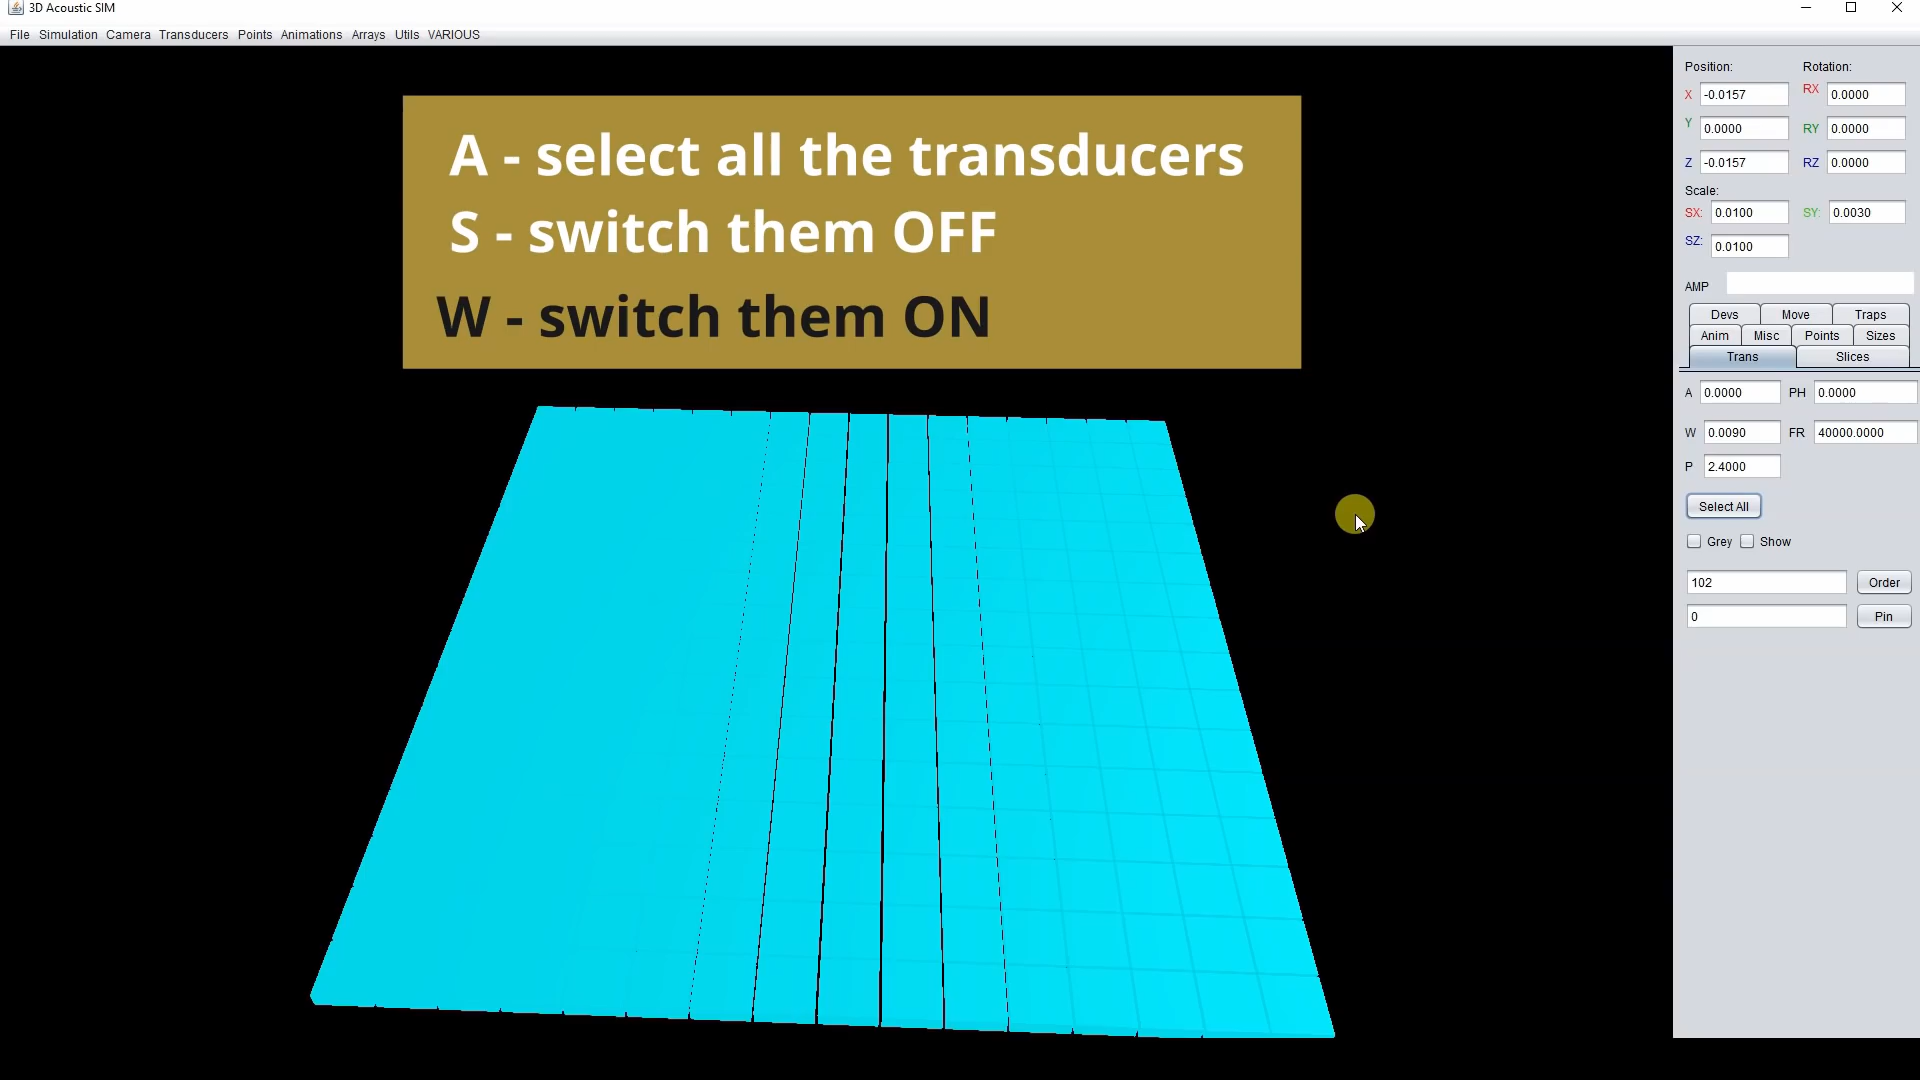 3D Acoustic SIM
File Simulation Camera Transducers Points Animations Arrays Utils VARIOUS
A - select all the transducers
S - switch them OFF
W - switch them ON
Position: Rotation:
X -0.0157 RX 0.0000
Y 0.0000 RY 0.0000
Z -0.0157 RZ 0.0000
Scale:
SX: 0.0100 SY: 0.0030
SZ: 0.0100
AMP
Devs Move Traps
Anim Misc Points Sizes
Trans Slices
A 0.0000 PH 0.0000
W 0.0090 FR 40000.0000
P 2.4000
Select All
Grey Show
102 Order
0 Pin